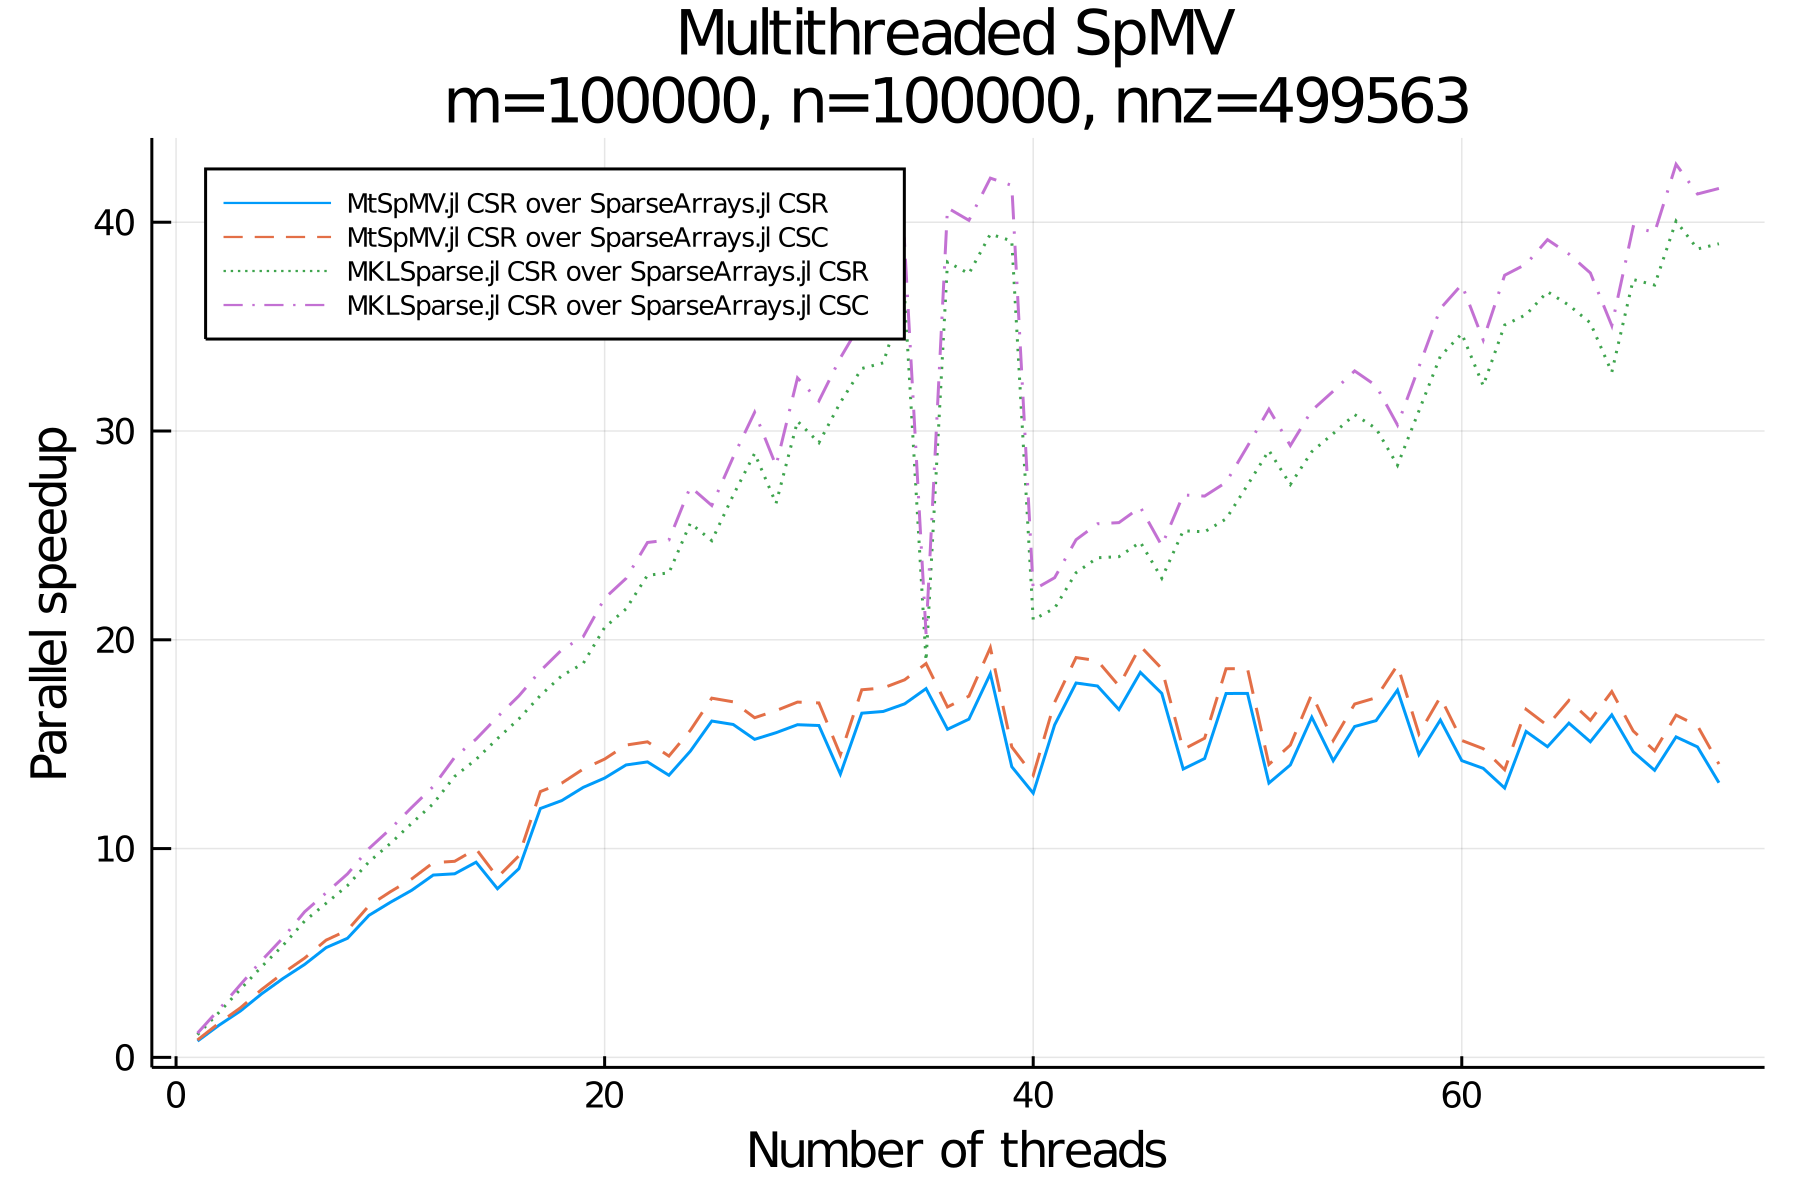 Multithreaded SpMV
m=100000, n=100000, nnz=499563
MtSpMV.jl CSR over SparseArrays.jl CSR
MtSpMV.jl CSR over SparseArrays.jl CSC
MKLSparse.jl CSR over SparseArrays.jl CSR
MKLSparse.jl CSR over SparseArrays.jl CSC
Parallel speedup
40
30
20
10
0
0 20 40 60
Number of threads